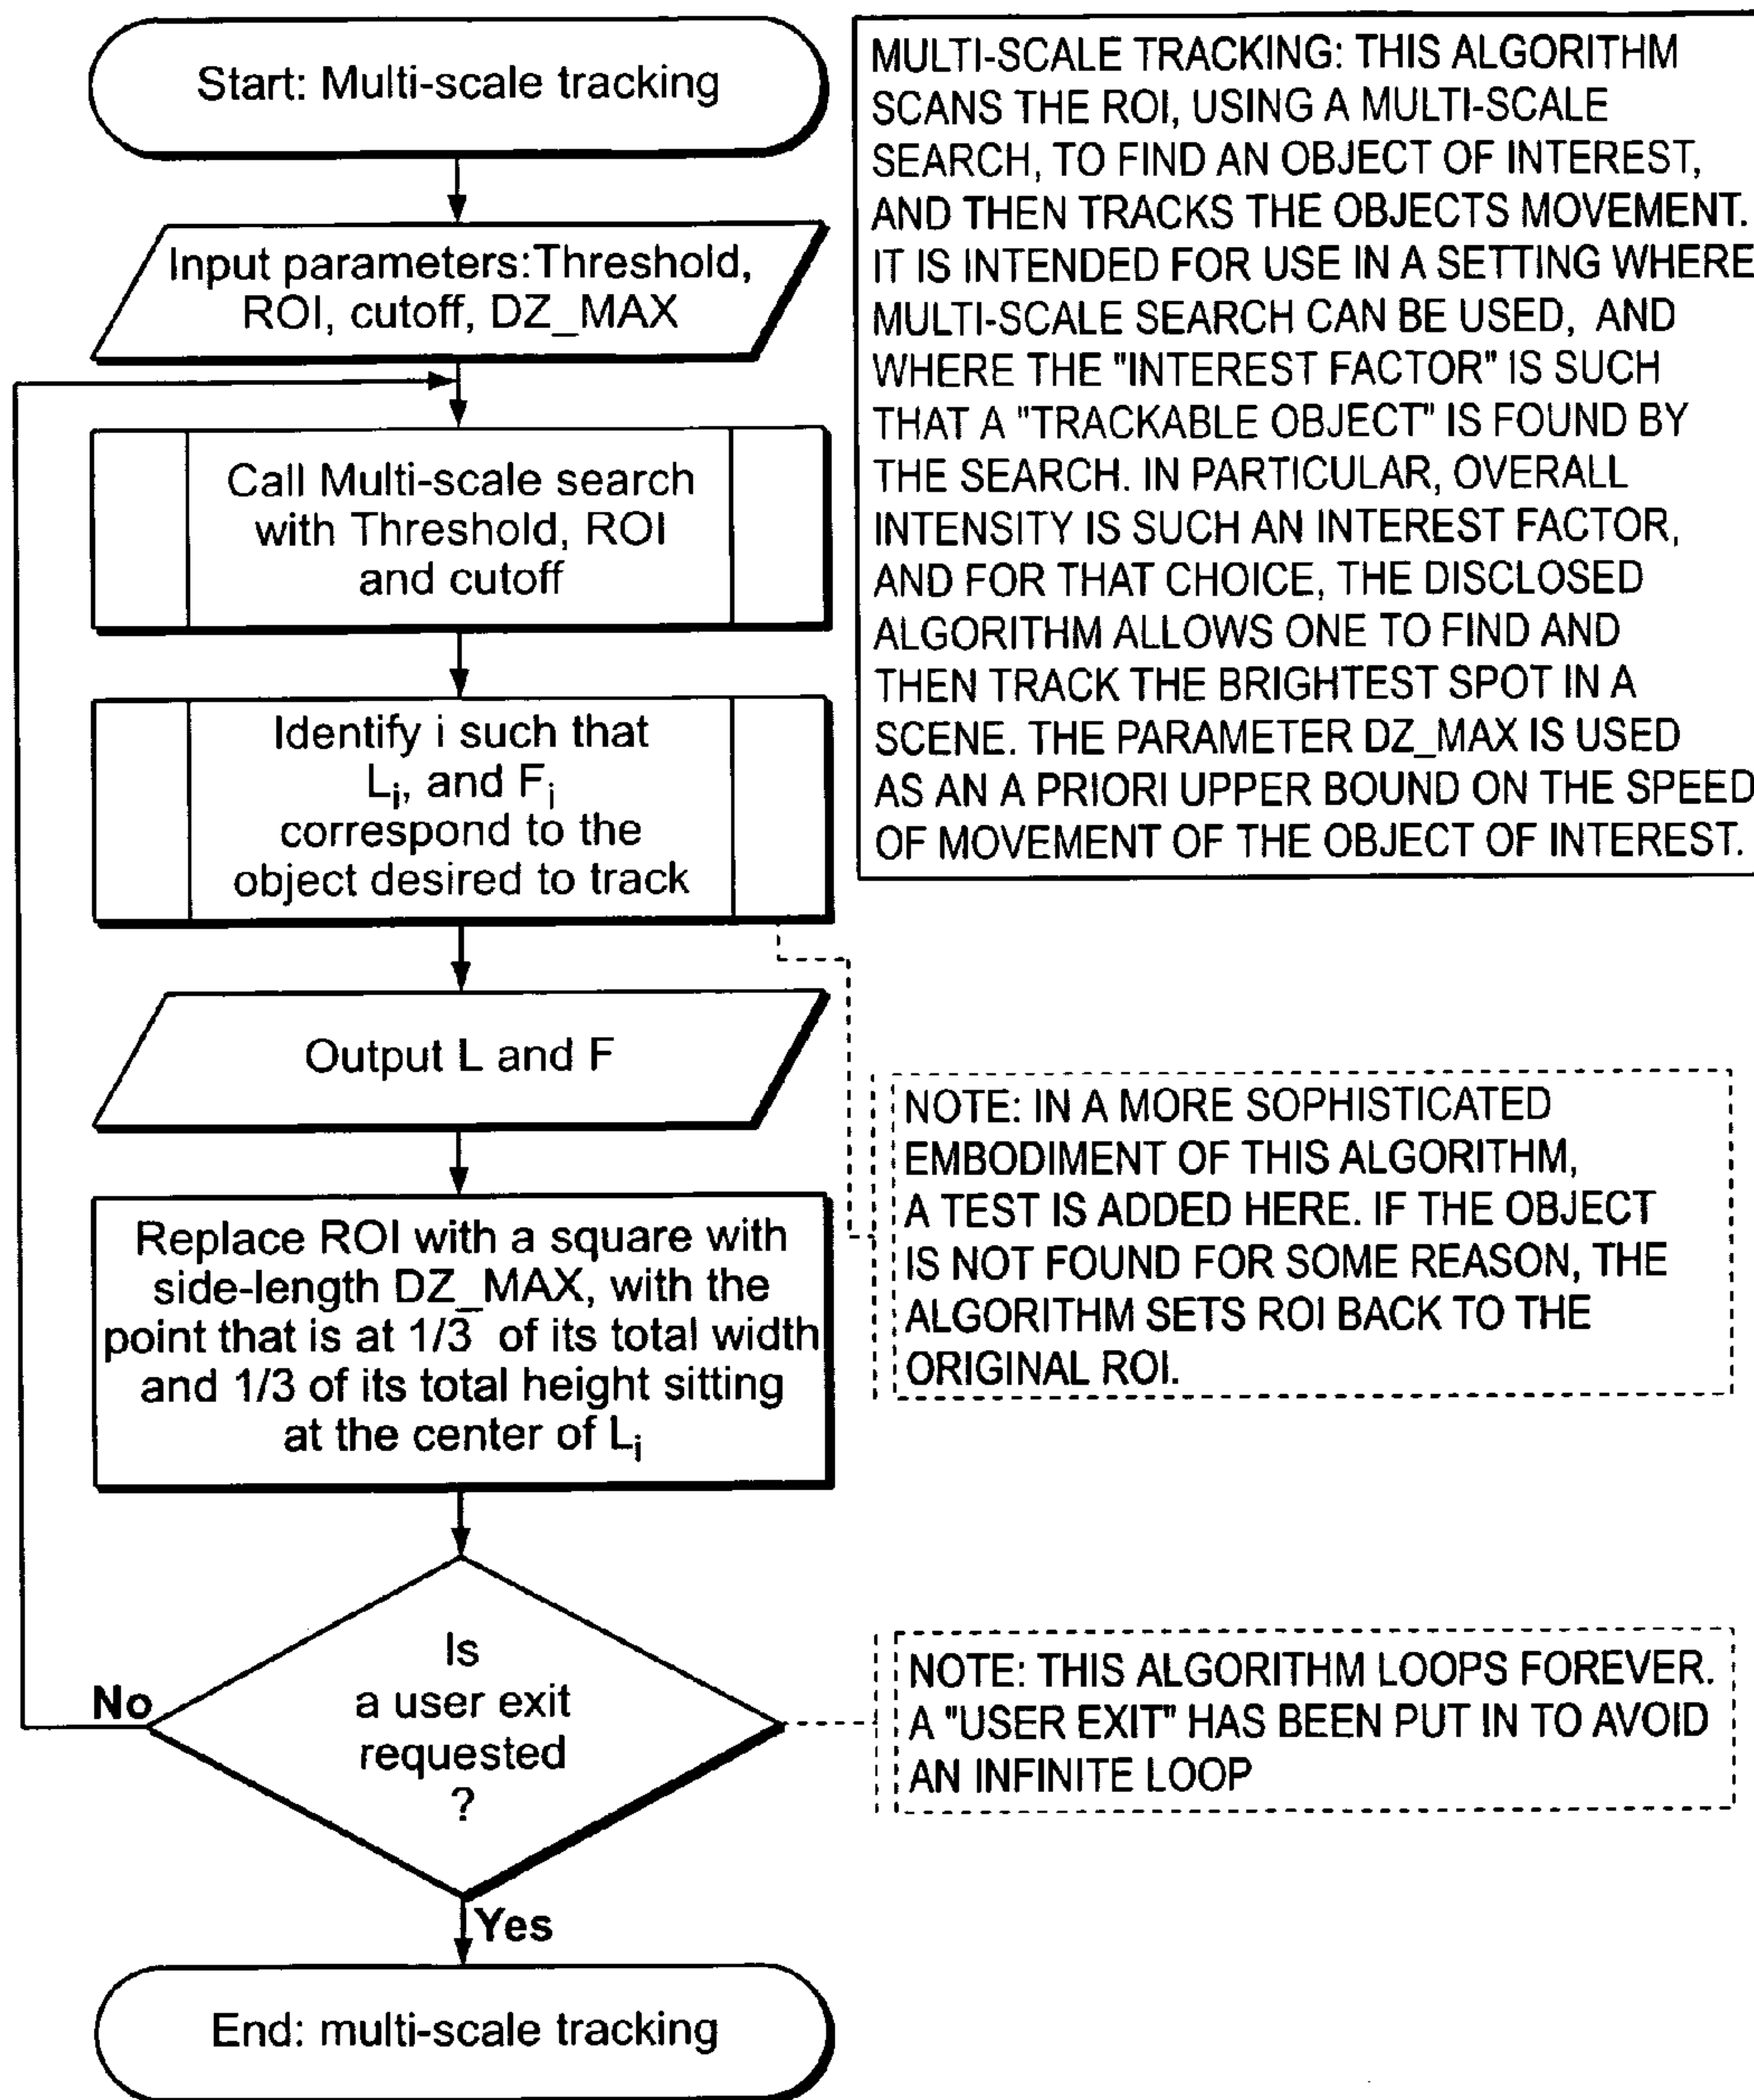 Start: Multi-scale tracking
Input parameters:Threshold,
ROI, cutoff, DZ_MAX
Call Multi-scale search
with Threshold, ROI
and cutoff
Identify i such that
Li, and Fi
correspond to the
object desired to track
Output L and F
Replace ROI with a square with
side-length DZ_MAX, with the
point that is at 1/3 of its total width
and 1/3 of its total height sitting
at the center of Li
Is
a user exit
requested
?
No
Yes
End: multi-scale tracking
MULTI-SCALE TRACKING: THIS ALGORITHM
SCANS THE ROI, USING A MULTI-SCALE
SEARCH, TO FIND AN OBJECT OF INTEREST,
AND THEN TRACKS THE OBJECTS MOVEMENT.
IT IS INTENDED FOR USE IN A SETTING WHERE
MULTI-SCALE SEARCH CAN BE USED, AND
WHERE THE "INTEREST FACTOR" IS SUCH
THAT A "TRACKABLE OBJECT" IS FOUND BY
THE SEARCH. IN PARTICULAR, OVERALL
INTENSITY IS SUCH AN INTEREST FACTOR,
AND FOR THAT CHOICE, THE DISCLOSED
ALGORITHM ALLOWS ONE TO FIND AND
THEN TRACK THE BRIGHTEST SPOT IN A
SCENE. THE PARAMETER DZ_MAX IS USED
AS AN A PRIORI UPPER BOUND ON THE SPEED
OF MOVEMENT OF THE OBJECT OF INTEREST.
NOTE: IN A MORE SOPHISTICATED
EMBODIMENT OF THIS ALGORITHM,
A TEST IS ADDED HERE. IF THE OBJECT
IS NOT FOUND FOR SOME REASON, THE
ALGORITHM SETS ROI BACK TO THE
ORIGINAL ROI.
NOTE: THIS ALGORITHM LOOPS FOREVER.
A "USER EXIT" HAS BEEN PUT IN TO AVOID
AN INFINITE LOOP